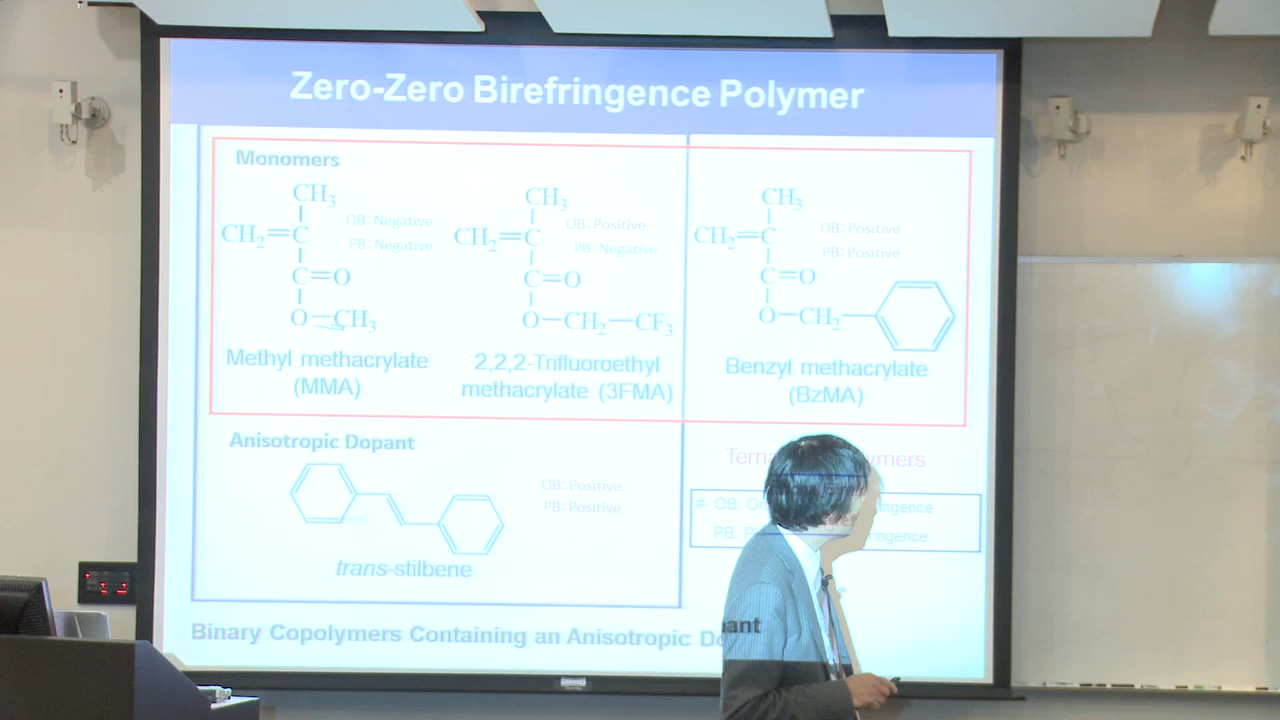 Zero-Zero Birefringence Polymer
Monomers
CH3
CH2=C
C=O
O—CH3
OB: Negative
PB: Negative
Methyl methacrylate
(MMA)
CH3
CH2=C
C=O
O—CH2—CF3
OB: Positive
PB: Negative
2,2,2-Trifluoroethyl
methacrylate (3FMA)
CH3
CH2=C
C=O
O—CH2
OB: Positive
PB: Positive
Benzyl methacrylate
(BzMA)
Anisotropic Dopant
OB: Positive
PB: Positive
trans-stilbene
# OB:
PB:
Binary Copolymers Containing an Anisotropic